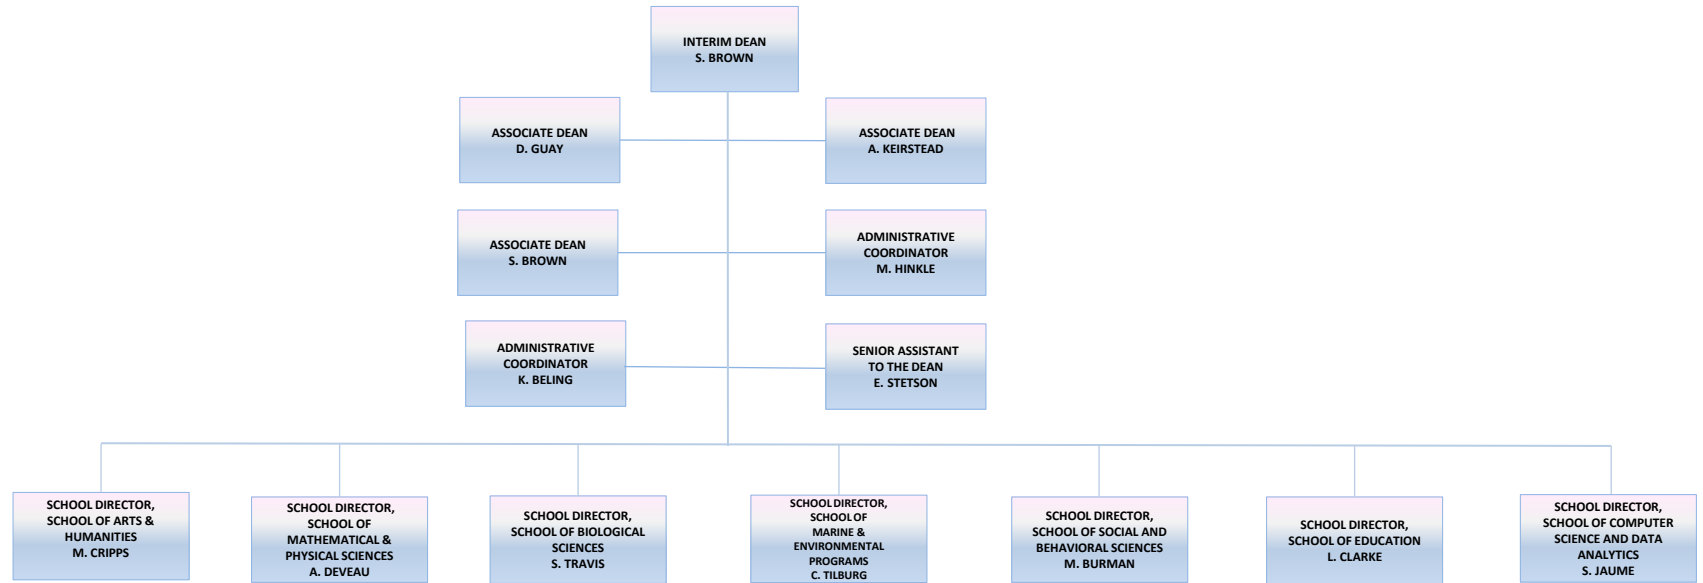 INTERIM DEAN
S. BROWN
ASSOCIATE DEAN
D. GUAY
ASSOCIATE DEAN
A. KEIRSTEAD
ASSOCIATE DEAN
S. BROWN
ADMINISTRATIVE
COORDINATOR
M. HINKLE
ADMINISTRATIVE
COORDINATOR
K. BELING
SENIOR ASSISTANT
TO THE DEAN
E. STETSON
SCHOOL DIRECTOR,
SCHOOL OF ARTS &
HUMANITIES
M. CRIPPS
SCHOOL DIRECTOR,
SCHOOL OF
MATHEMATICAL &
PHYSICAL SCIENCES
A. DEVEAU
SCHOOL DIRECTOR,
SCHOOL OF BIOLOGICAL
SCIENCES
S. TRAVIS
SCHOOL DIRECTOR,
SCHOOL OF
MARINE &
ENVIRONMENTAL
PROGRAMS
C. TILBURG
SCHOOL DIRECTOR,
SCHOOL OF SOCIAL AND
BEHAVIORAL SCIENCES
M. BURMAN
SCHOOL DIRECTOR,
SCHOOL OF EDUCATION
L. CLARKE
SCHOOL DIRECTOR,
SCHOOL OF COMPUTER
SCIENCE AND DATA
ANALYTICS
S. JAUME